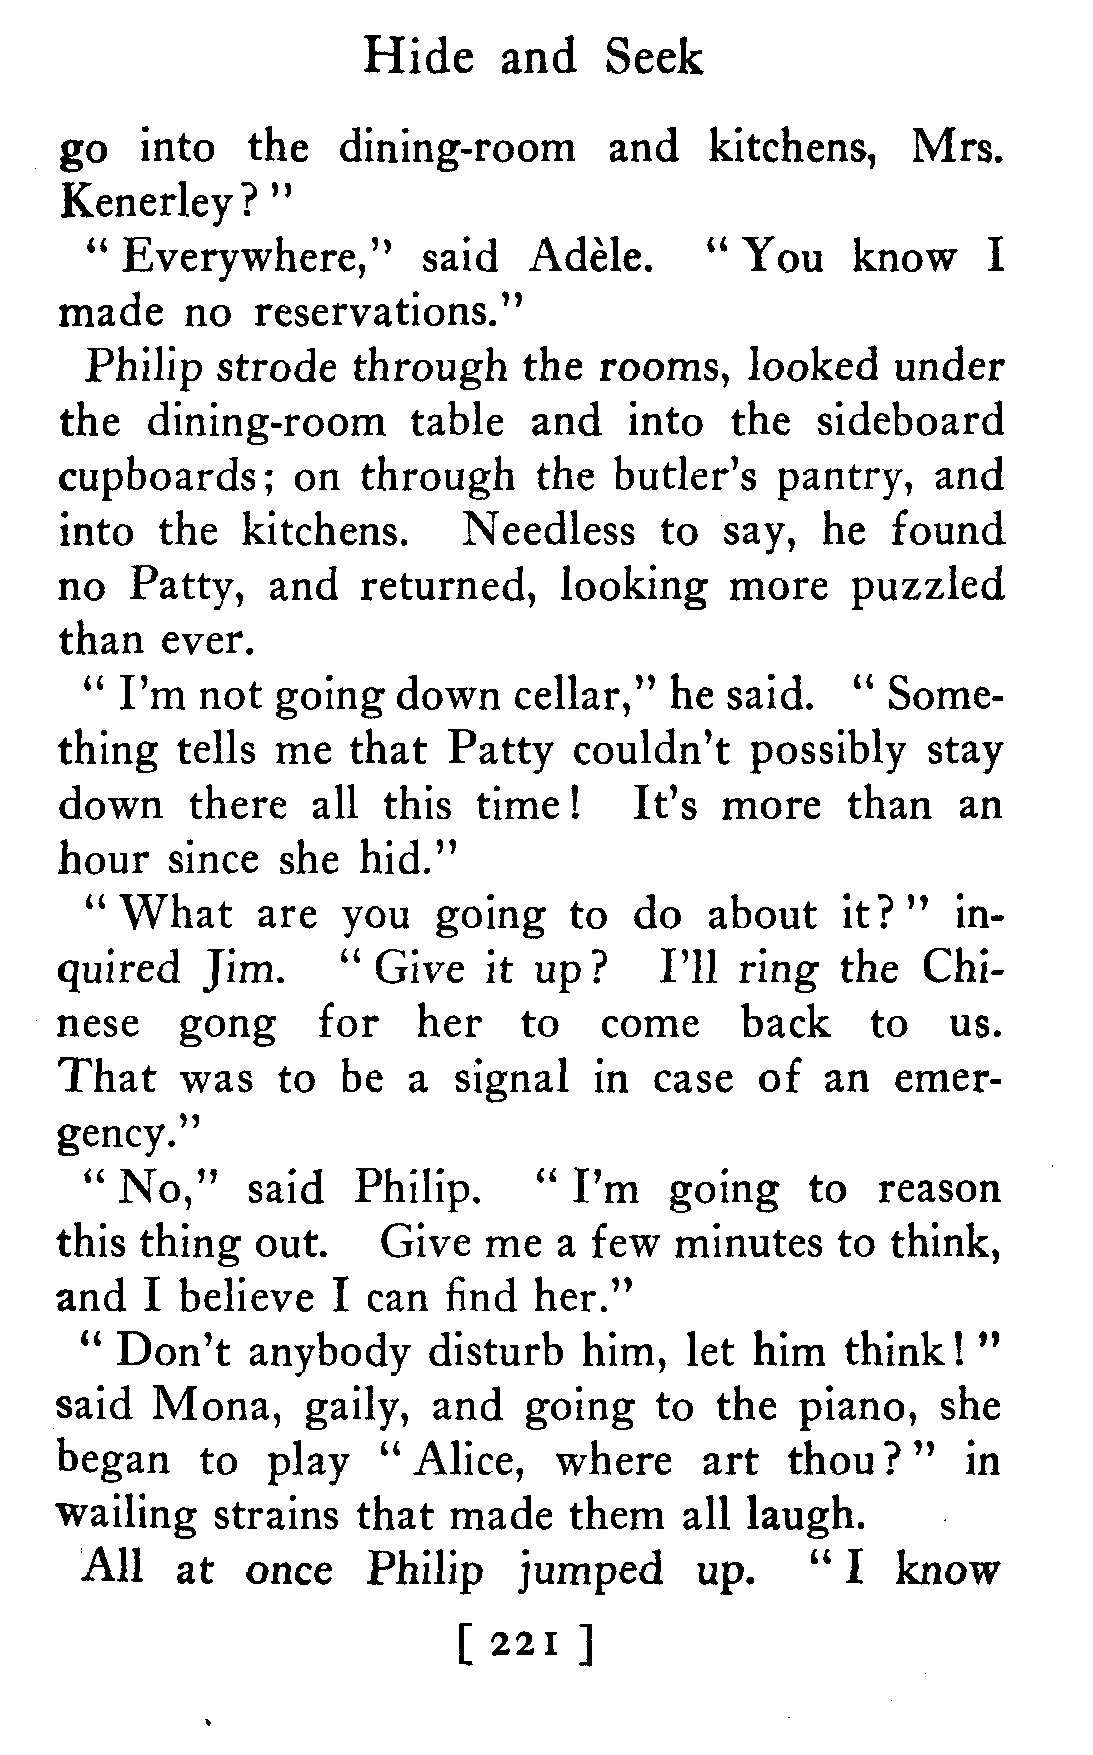 Hide and Seek
go into the dining-room and kitchens, Mrs.
Kenerley?"
"Everywhere," said Adèle. "You know I
made no reservations."
Philip strode through the rooms, looked under
the dining-room table and into the sideboard
cupboards; on through the butler's pantry, and
into the kitchens. Needless to say, he found
no Patty, and returned, looking more puzzled
than ever.
"I'm not going down cellar," he said. "Some-
thing tells me that Patty couldn't possibly stay
down there all this time! It's more than an
hour since she hid."
"What are you going to do about it?" in-
quired Jim. "Give it up? I'll ring the Chi-
nese gong for her to come back to us.
That was to be a signal in case of an emer-
gency."
"No," said Philip. "I'm going to reason
this thing out. Give me a few minutes to think,
and I believe I can find her."
"Don't anybody disturb him, let him think!"
said Mona, gaily, and going to the piano, she
began to play "Alice, where art thou?" in
wailing strains that made them all laugh.
All at once Philip jumped up. "I know
[ 221 ]